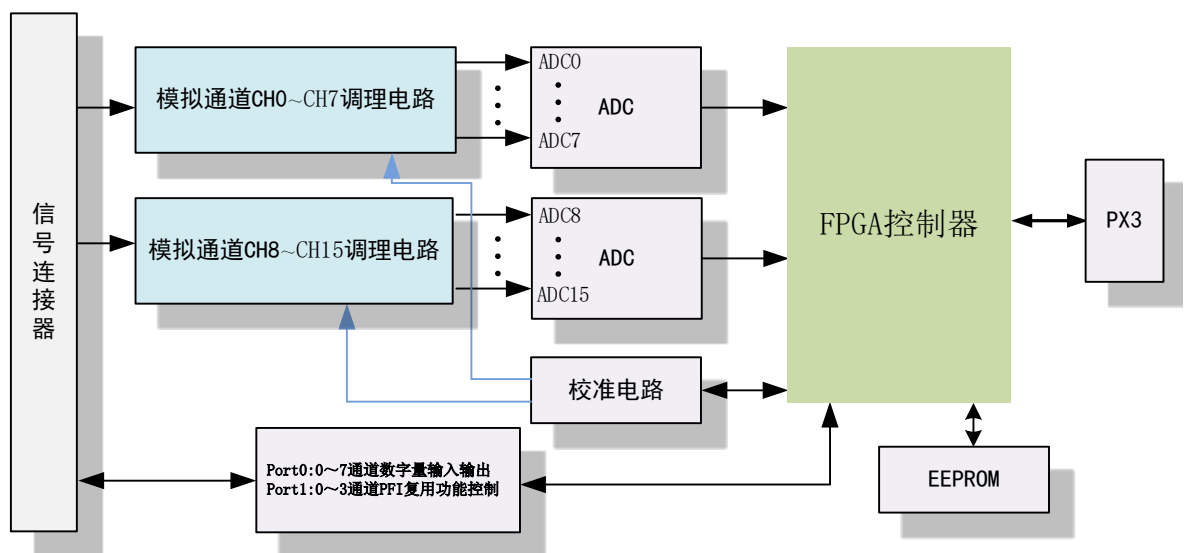 信号连接器
模拟通道CH0~CH7调理电路
ADC0
ADC
ADC7
模拟通道CH8~CH15调理电路
ADC8
ADC
ADC15
校准电路
Port0:0～7通道数字量输入输出
Port1:0～3通道PFI复用功能控制
FPGA控制器
PX3
EEPROM